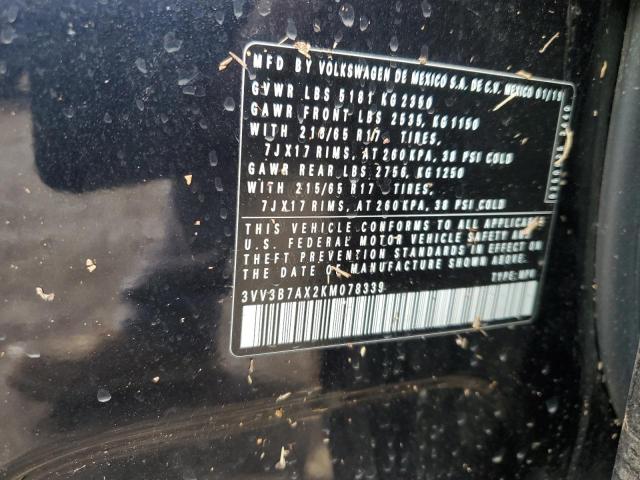 MFD BY VOLKSWAGEN DE MEXICO S.A. DE C.V. MEXICO 01/19
GVWR LBS 5181 KG 2350
GAWR FRONT LBS 2535, KG 1150
WITH 215/65 R17 TIRES,
7JX17 RIMS, AT 260 KPA, 38 PSI COLD
GAWR REAR LBS 2756, KG 1250
WITH 215/65 R17 TIRES,
7JX17 RIMS, AT 260 KPA, 38 PSI COLD
THIS VEHICLE CONFORMS TO ALL APPLICABLE
U.S. FEDERAL MOTOR VEHICLE SAFETY AND
THEFT PREVENTION STANDARDS IN EFFECT ON
THE DATE OF MANUFACTURE SHOWN ABOVE.
3VV3B7AX2KM078339 TYPE: MPV